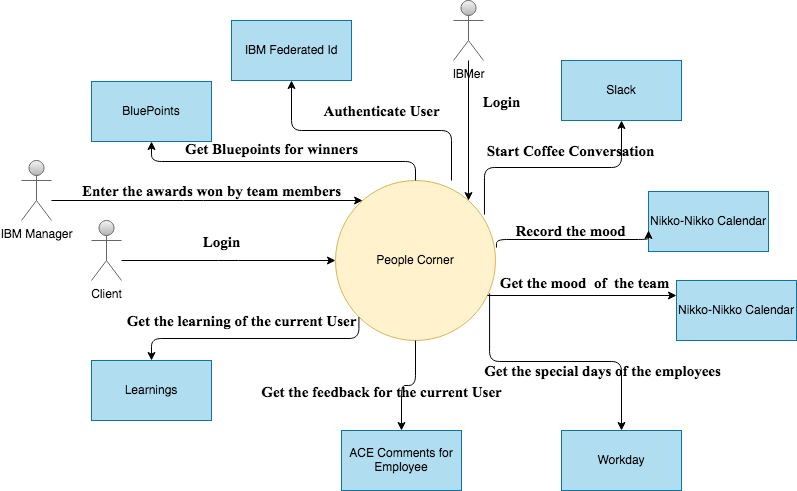 IBM Federated Id
IBMer
Slack
BluePoints
Login
Authenticate User
Get Bluepoints for winners
Start Coffee Conversation
Enter the awards won by team members
IBM Manager
Nikko-Nikko Calendar
Record the mood
Login
People Corner
Client
Get the mood of the team
Nikko-Nikko Calendar
Get the learning of the current User
Get the special days of the employees
Learnings
Get the feedback for the current User
ACE Comments for
Employee
Workday